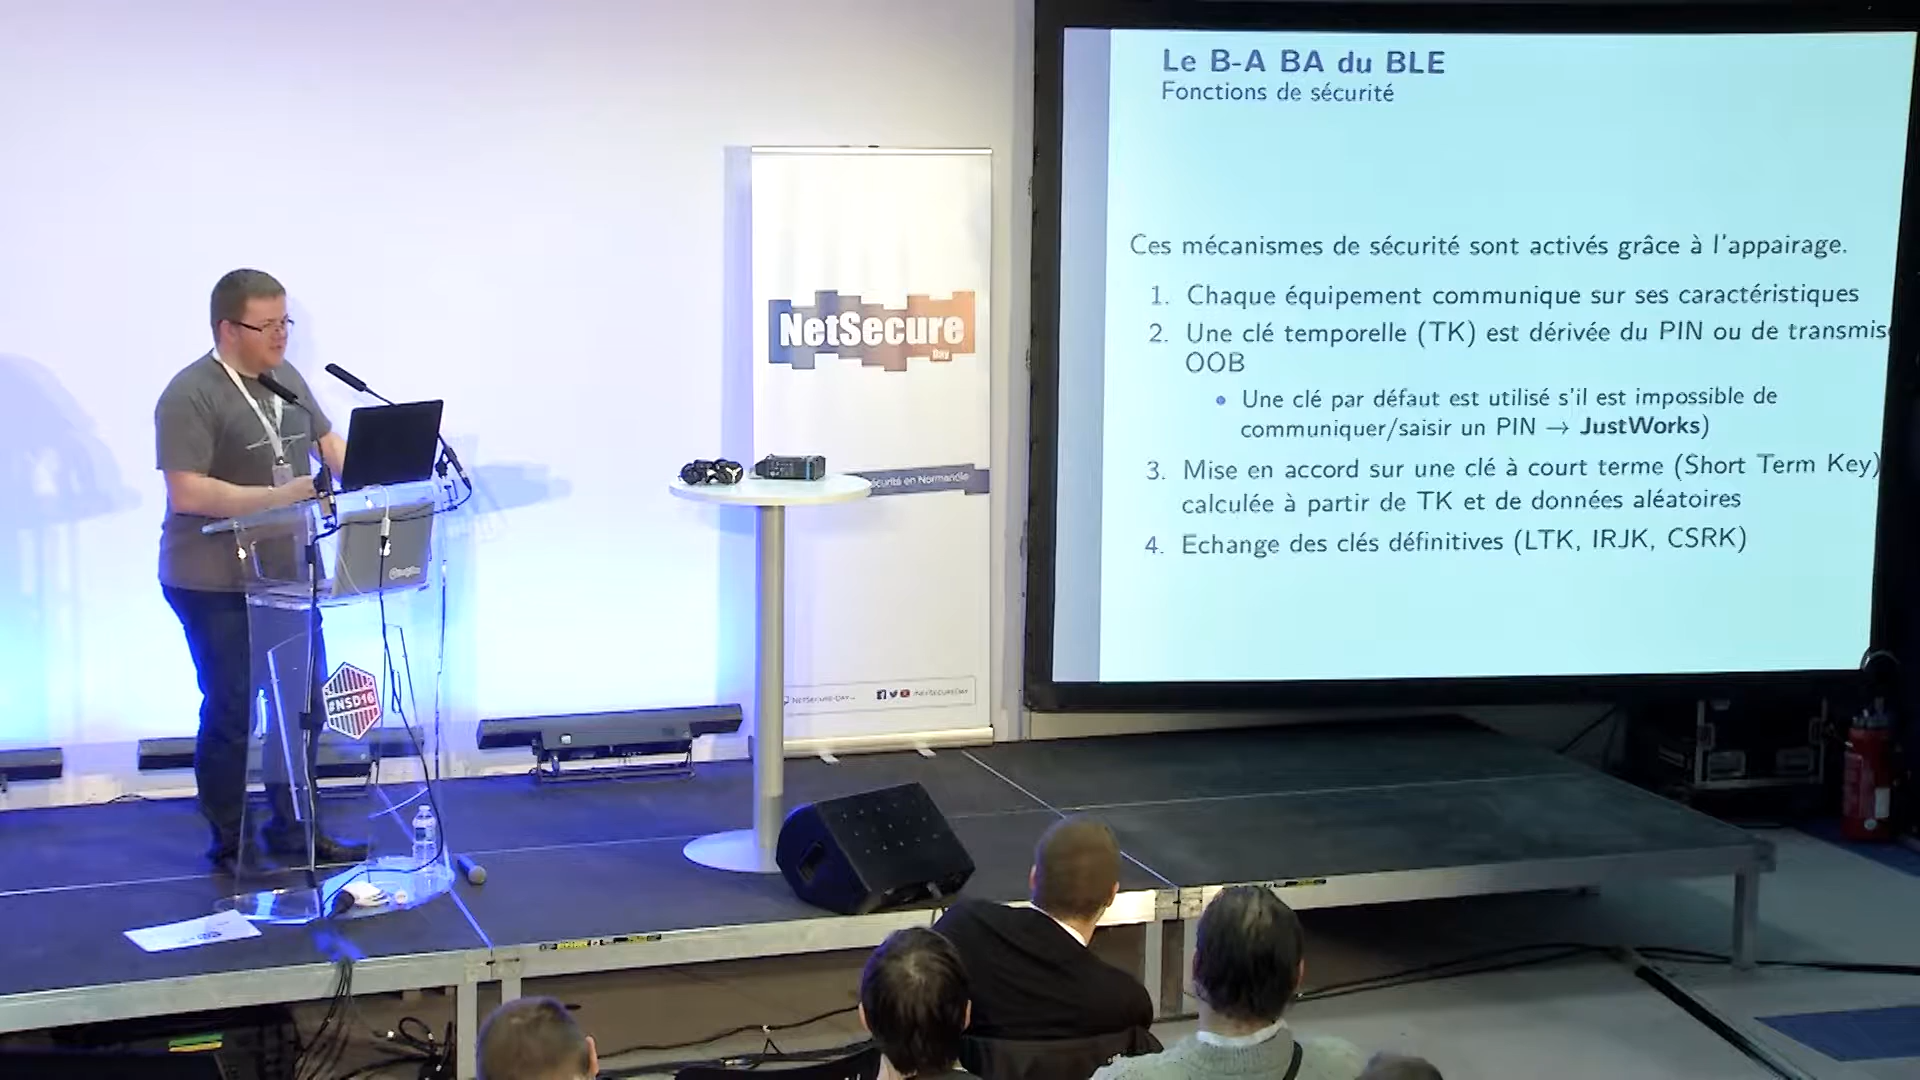 Le B-A BA du BLE
Fonctions de sécurité
Ces mécanismes de sécurité sont activés grâce à l'appairage.
1. Chaque équipement communique sur ses caractéristiques
2. Une clé temporelle (TK) est dérivée du PIN ou de transmis
OOB
• Une clé par défaut est utilisé s'il est impossible de
communiquer/saisir un PIN → JustWorks)
3. Mise en accord sur une clé à court terme (Short Term Key)
calculée à partir de TK et de données aléatoires
4. Echange des clés définitives (LTK, IRJK, CSRK)
NetSecure
Day
écurité en Normandie
NETSECURE-DAY
/NETSECUREDAY
#NSD16